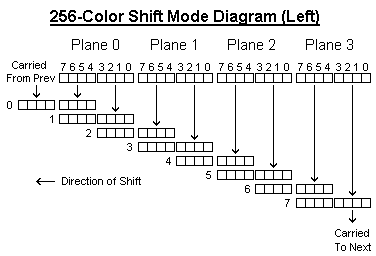 256-Color Shift Mode Diagram (Left)
Plane 0 Plane 1 Plane 2 Plane 3
Carried
From Prev
7 6 5 4 3 2 1 0 7 6 5 4 3 2 1 0 7 6 5 4 3 2 1 0 7 6 5 4 3 2 1 0
0
1
2
3
4
5
6
7
Direction of Shift
Carried
To Next